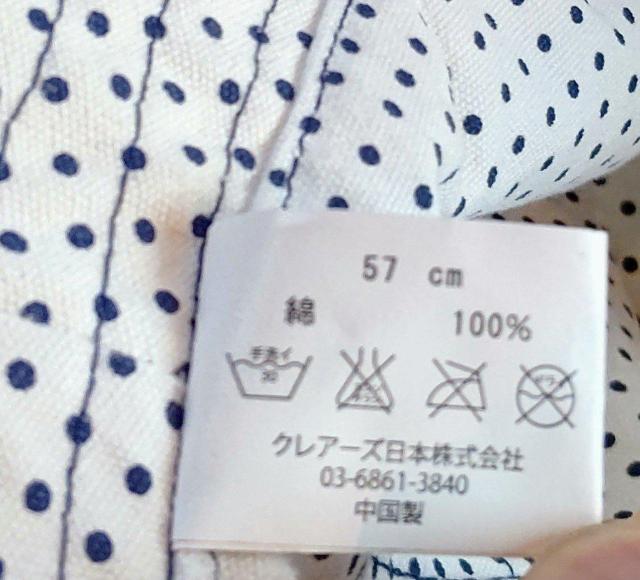 57 cm
綿 100%
手洗イ
30
クレアーズ日本株式会社
03-6861-3840
中国製